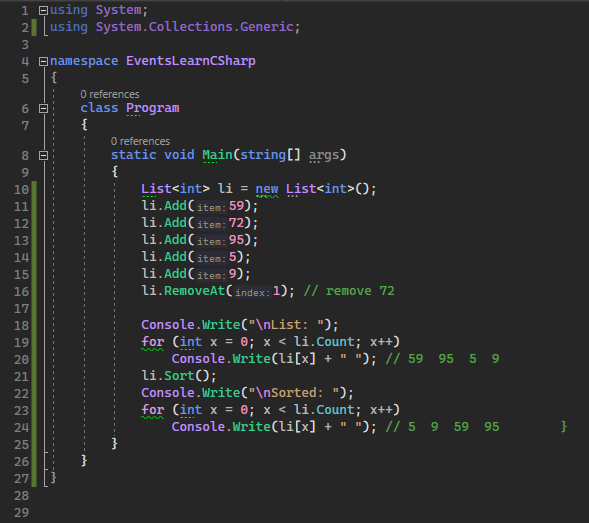 1 using System;
2 using System.Collections.Generic;
3
4 namespace EventsLearnCSharp
5 {
0 references
6 class Program
7 {
0 references
8 static void Main(string[] args)
9 {
10 List<int> li = new List<int>();
11 li.Add(item:59);
12 li.Add(item:72);
13 li.Add(item:95);
14 li.Add(item:5);
15 li.Add(item:9);
16 li.RemoveAt(index:1); // remove 72
17
18 Console.Write("\nList: ");
19 for (int x = 0; x < li.Count; x++)
20 Console.Write(li[x] + " "); // 59  95  5  9
21 li.Sort();
22 Console.Write("\nSorted: ");
23 for (int x = 0; x < li.Count; x++)
24 Console.Write(li[x] + " "); // 5  9  59  95        }
25 }
26 }
27 }
28
29